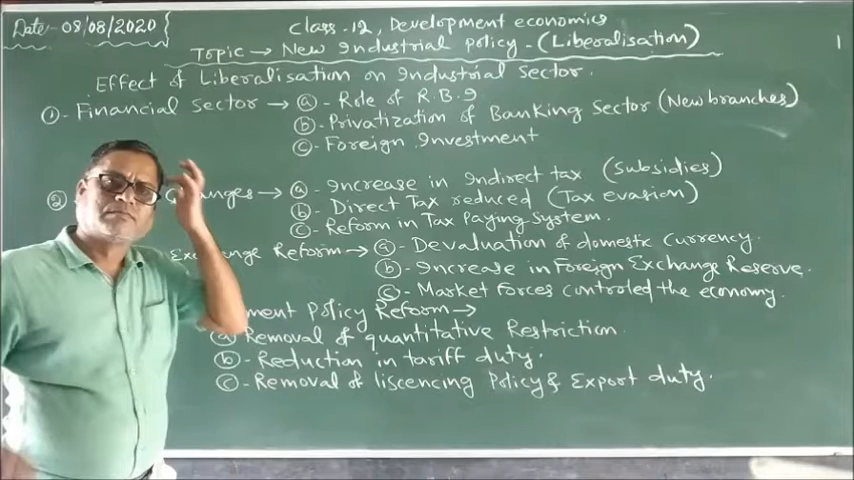 Date:- 08/08/2020
Class-12, Development economics
1
Topic → New Industrial policy - (Liberalisation)
Effect of Liberalisation on Industrial Sector.
① - Financial sector → ⓐ - Role of R.B.I
ⓑ - Privatization of Banking Sector (New branches)
ⓒ - Foreign Investment
② Changes → ⓐ - Increase in Indirect tax (Subsidies)
ⓑ - Direct Tax reduced (Tax evasion)
ⓒ - Reform in Tax Paying System.
Exchange Reform → ⓐ - Devaluation of domestic currency.
ⓑ - Increase in Foreign Exchange Reserve.
ⓒ - Market Forces controled the economy.
Policy Reform →
ⓐ - Removal of quantitative Restriction.
ⓑ - Reduction in tariff duty.
ⓒ - Removal of liscencing Policy & Export duty.